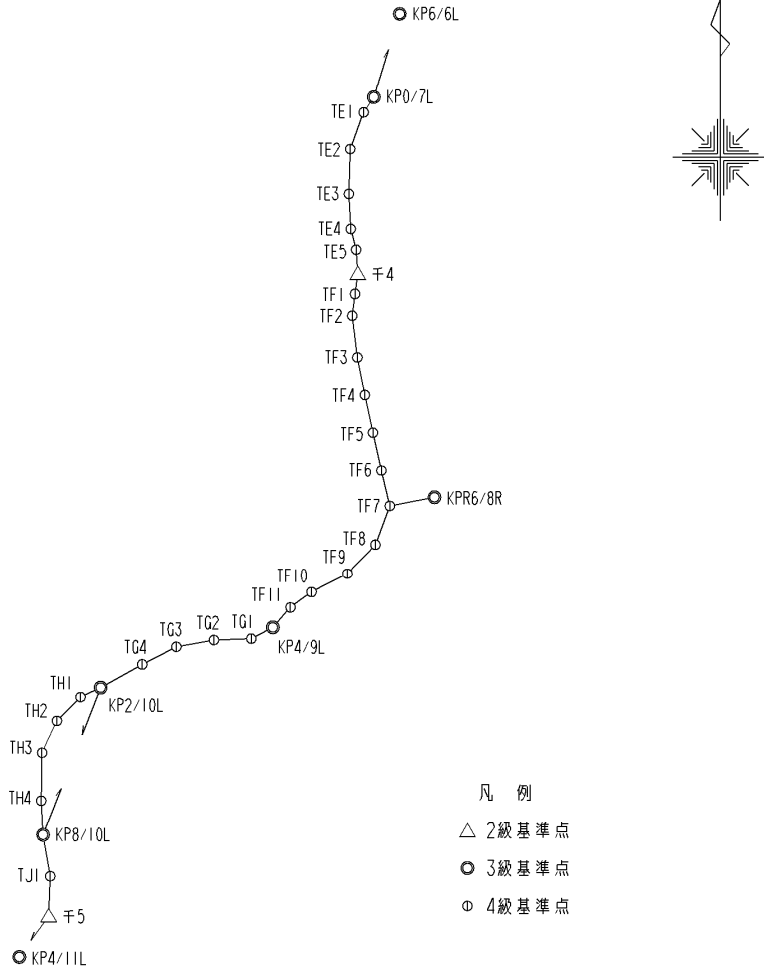 KP6/6L
KP0/7L
TE1
TE2
TE3
TE4
TE5
千4
TF1
TF2
TF3
TF4
TF5
TF6
KPR6/8R
TF7
TF8
TF9
TF10
TF11
TG1
TG2
TG3
KP4/9L
TG4
TH1
KP2/10L
TH2
TH3
TH4
KP8/10L
TJ1
千5
KP4/11L
凡 例
2級基準点
3級基準点
4級基準点